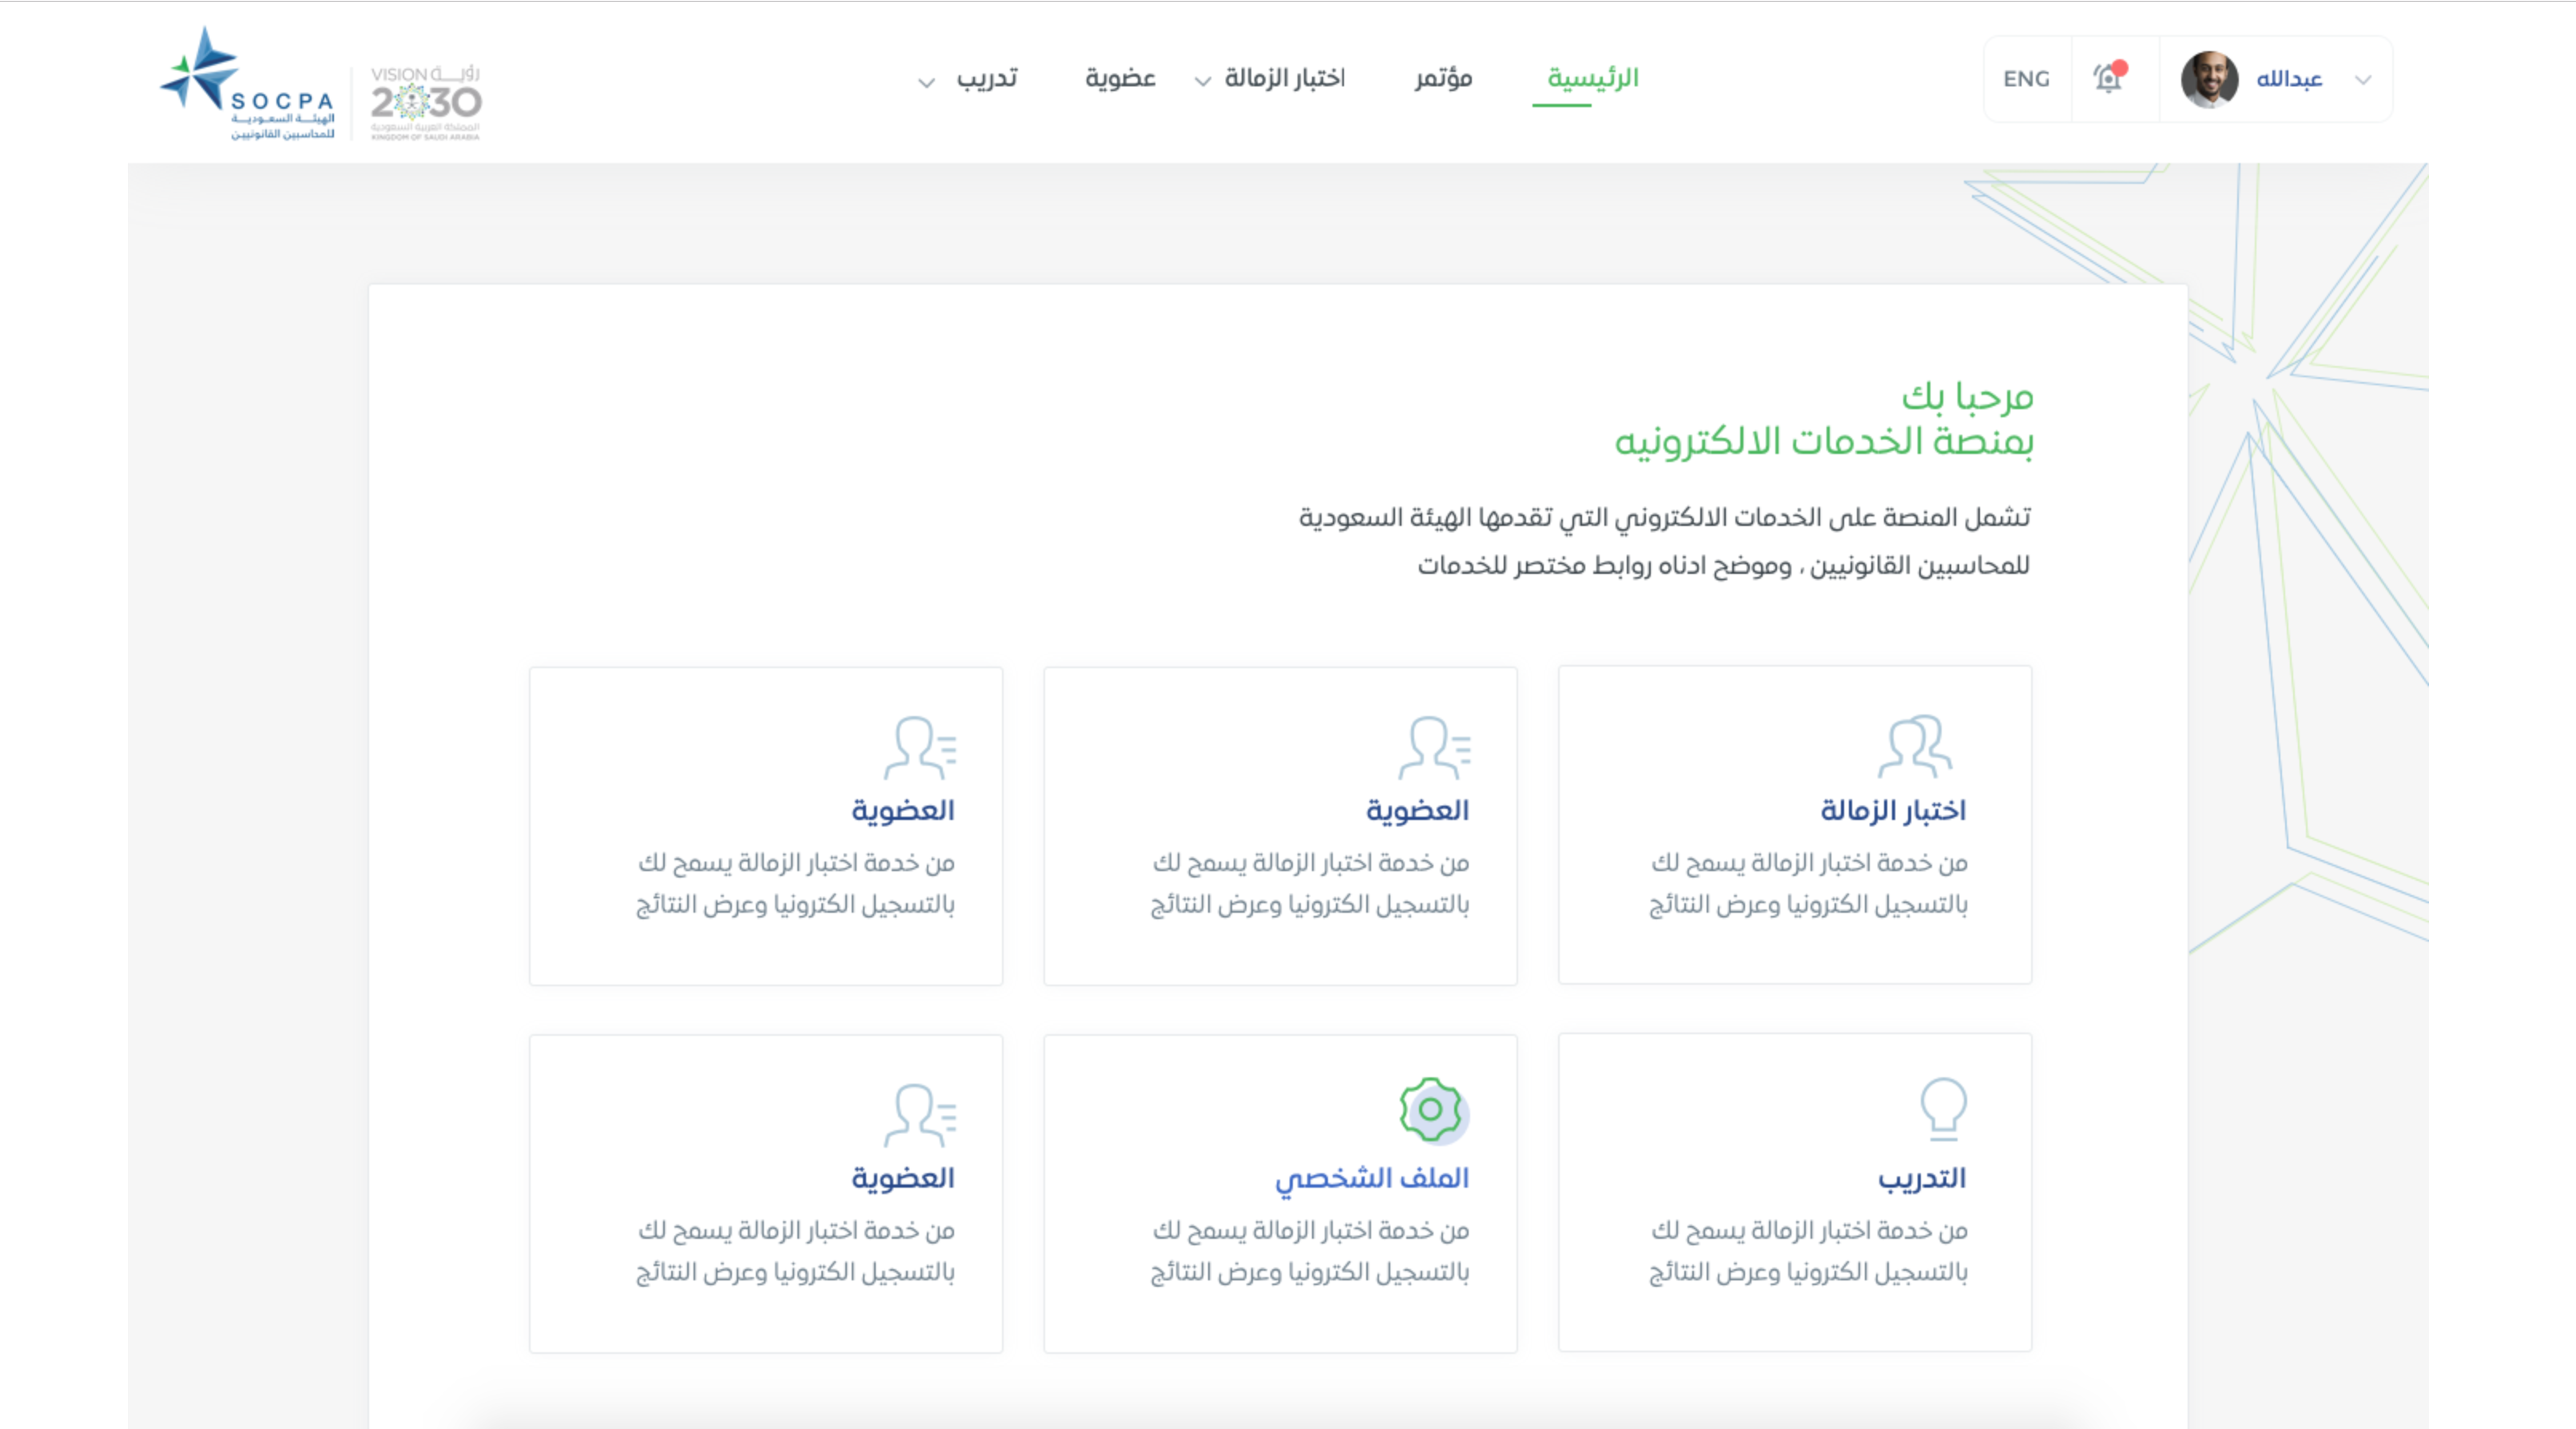 عبدالله
ENG
الرئيسية
مؤتمر
اختبار الزمالة
عضوية
تدريب
VISION رؤيـــة
2030
المملكة العربية السعودية
KINGDOM OF SAUDI ARABIA
SOCPA
الهيئـــة السعـوديـــة
للمحاسبين القانونيين
مرحبا بك
بمنصة الخدمات الالكترونيه
تشمل المنصة على الخدمات الالكتروني التي تقدمها الهيئة السعودية
للمحاسبين القانونيين ، وموضح ادناه روابط مختصر للخدمات
اختبار الزمالة
من خدمة اختبار الزمالة يسمح لك
بالتسجيل الكترونيا وعرض النتائج
العضوية
من خدمة اختبار الزمالة يسمح لك
بالتسجيل الكترونيا وعرض النتائج
العضوية
من خدمة اختبار الزمالة يسمح لك
بالتسجيل الكترونيا وعرض النتائج
التدريب
من خدمة اختبار الزمالة يسمح لك
بالتسجيل الكترونيا وعرض النتائج
الملف الشخصي
من خدمة اختبار الزمالة يسمح لك
بالتسجيل الكترونيا وعرض النتائج
العضوية
من خدمة اختبار الزمالة يسمح لك
بالتسجيل الكترونيا وعرض النتائج